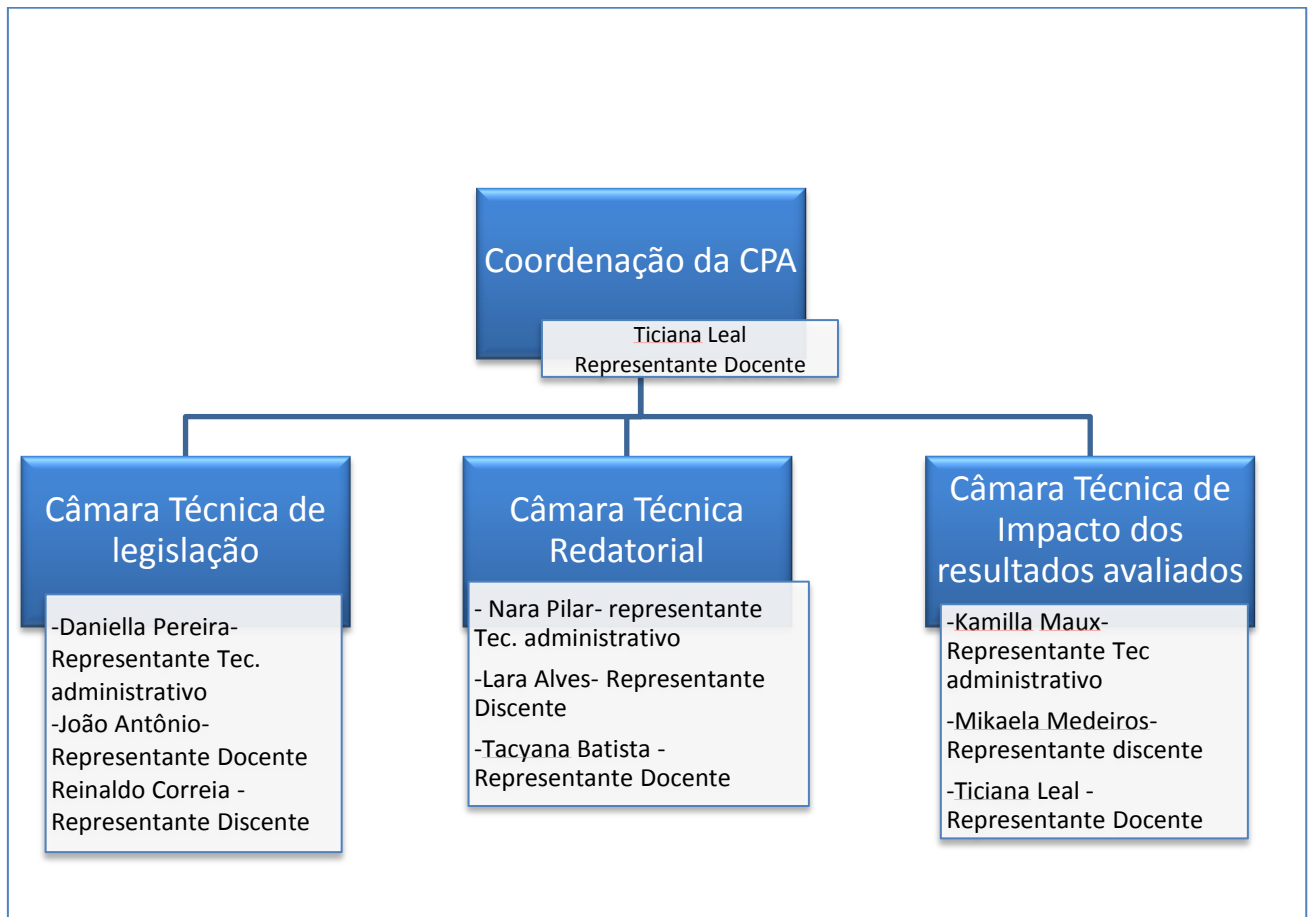 Coordenação da CPA
Ticiana Leal
Representante Docente
Câmara Técnica de
legislação
-Daniella Pereira-
Representante Tec.
administrativo
-João Antônio-
Representante Docente
Reinaldo Correia -
Representante Discente
Câmara Técnica
Redatorial
- Nara Pilar- representante
Tec. administrativo
-Lara Alves- Representante
Discente
-Tacyana Batista -
Representante Docente
Câmara Técnica de
Impacto dos
resultados avaliados
-Kamilla Maux-
Representante Tec
administrativo
-Mikaela Medeiros-
Representante discente
-Ticiana Leal -
Representante Docente